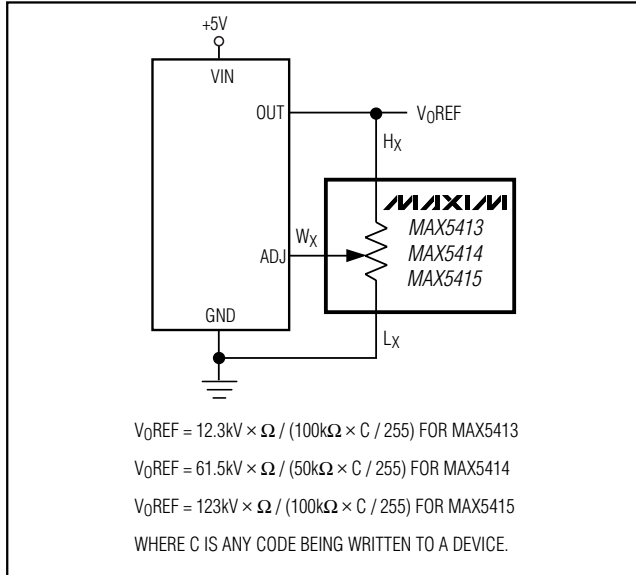 +5V
VIN
OUT
V0REF
HX
MAXIM
MAX5413
WX
MAX5414
ADJ
MAX5415
GND
LX
V0REF = 12.3kV × Ω / (100kΩ × C / 255) FOR MAX5413
V0REF = 61.5kV × Ω / (50kΩ × C / 255) FOR MAX5414
V0REF = 123kV × Ω / (100kΩ × C / 255) FOR MAX5415
WHERE C IS ANY CODE BEING WRITTEN TO A DEVICE.